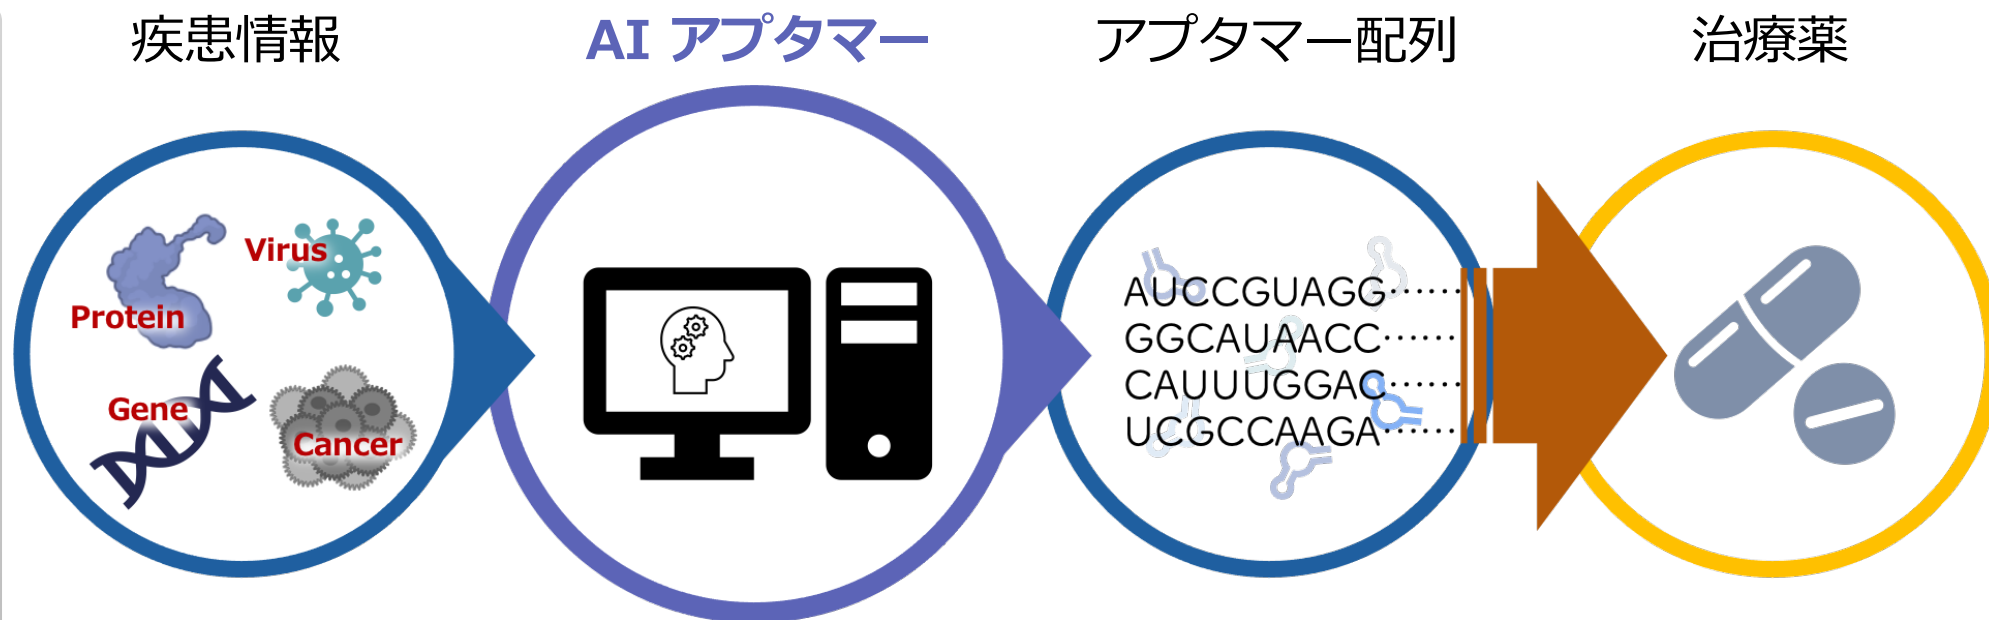 疾患情報
AI アプタマー
アプタマー配列
治療薬
Protein
Virus
Gene
Cancer
AUCCGUAGG……
GGCAUAACC……
CAUUUGGAC……
UCGCCAAGA……